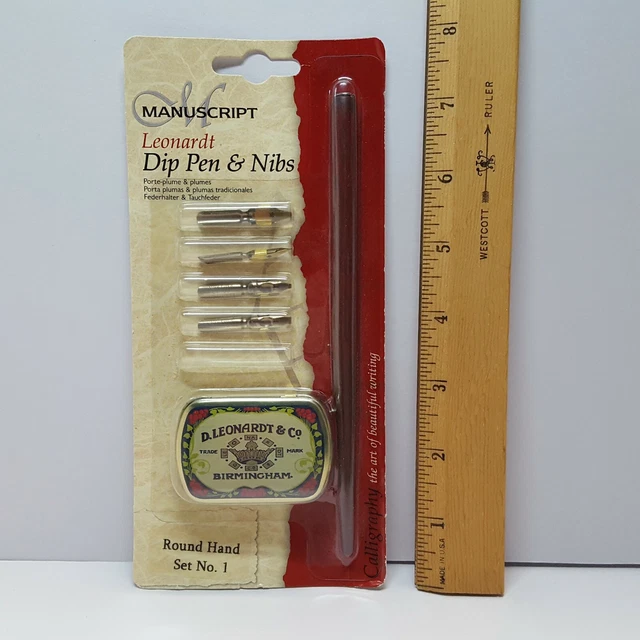 M
MANUSCRIPT
Leonardt
Dip Pen & Nibs
Porte-plume & plumes
Porta plumas & plumas tradicionales
Federhalter & Tauchfeder
D. LEONARDT & Co.
TRADE MARK
BIRMINGHAM.
Round Hand
Set No. 1
Calligraphy the art of beautiful writing
8
7
6
5
4
3
2
1
WESTCOTT RULER
MADE IN U.S.A